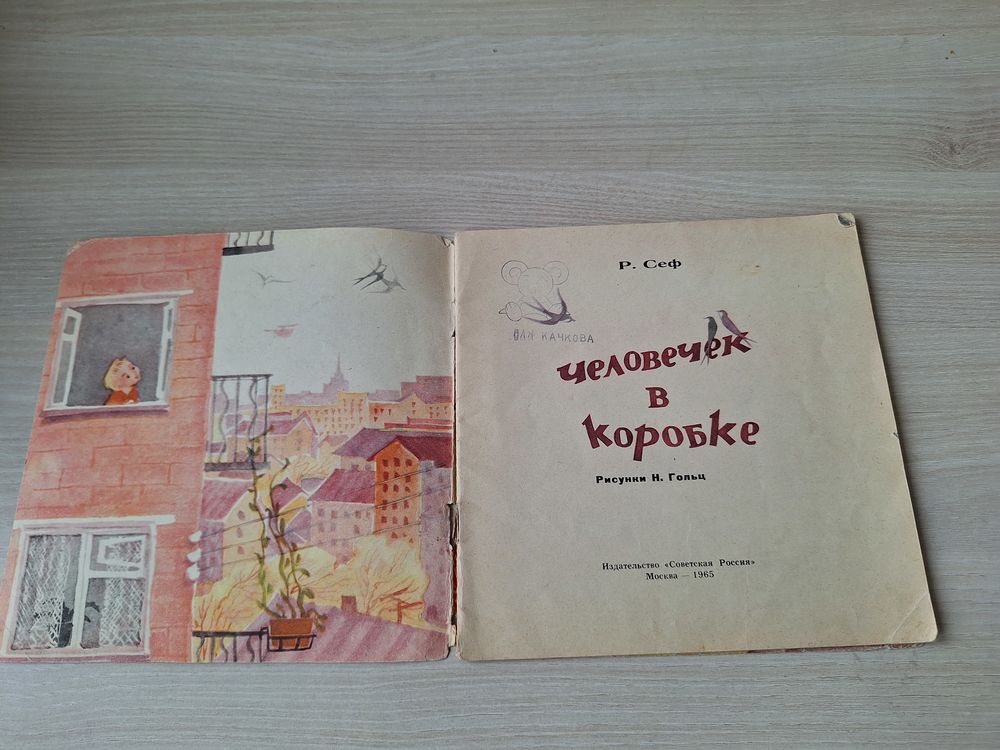 Р. Сеф
ОЛЯ КАЧКОВА
человечек
в
коробке
Рисунки Н. Гольц
Издательство «Советская Россия»
Москва — 1965